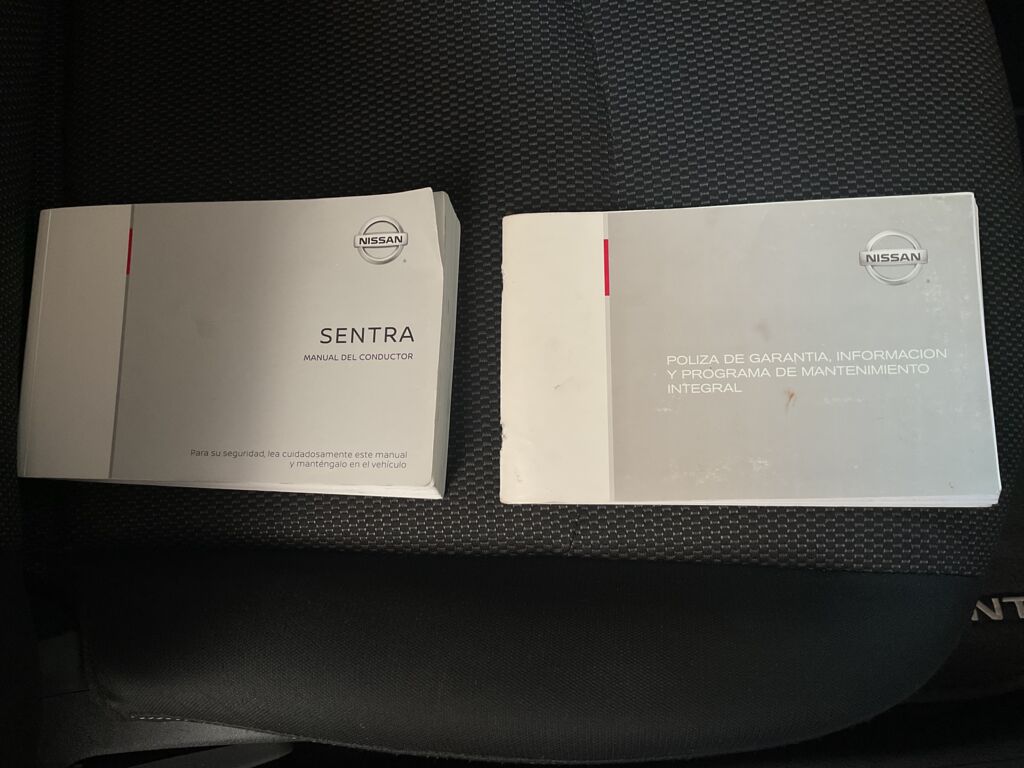 NISSAN
SENTRA
MANUAL DEL CONDUCTOR
Para su seguridad, lea cuidadosamente este manual
y manténgalo en el vehículo
NISSAN
POLIZA DE GARANTIA, INFORMACION
Y PROGRAMA DE MANTENIMIENTO
INTEGRAL
NT